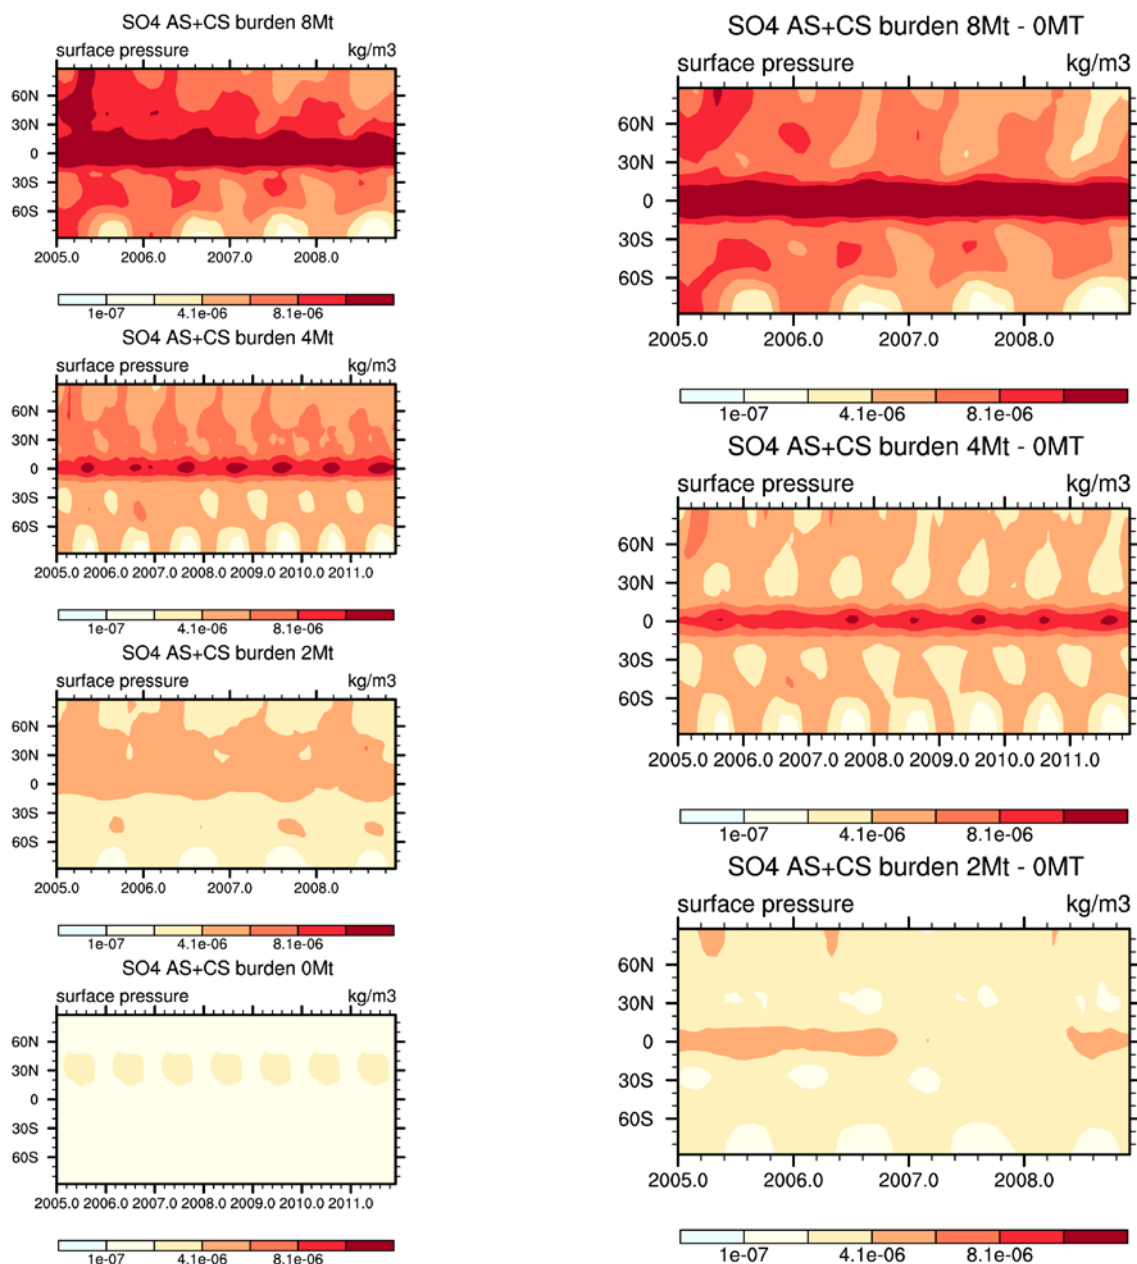 SO4 AS+CS burden 8Mt
surface pressure kg/m3
60N
30N
0
30S
60S
2005.0 2006.0 2007.0 2008.0
1e-07 4.1e-06 8.1e-06
SO4 AS+CS burden 4Mt
surface pressure kg/m3
60N
30N
0
30S
60S
2005.0 2006.0 2007.0 2008.0 2009.0 2010.0 2011.0
1e-07 4.1e-06 8.1e-06
SO4 AS+CS burden 2Mt
surface pressure kg/m3
60N
30N
0
30S
60S
2005.0 2006.0 2007.0 2008.0
1e-07 4.1e-06 8.1e-06
SO4 AS+CS burden 0Mt
surface pressure kg/m3
60N
30N
0
30S
60S
2005.0 2006.0 2007.0 2008.0 2009.0 2010.0 2011.0
1e-07 4.1e-06 8.1e-06
SO4 AS+CS burden 8Mt - 0MT
surface pressure kg/m3
60N
30N
0
30S
60S
2005.0 2006.0 2007.0 2008.0
1e-07 4.1e-06 8.1e-06
SO4 AS+CS burden 4Mt - 0MT
surface pressure kg/m3
60N
30N
0
30S
60S
2005.0 2006.0 2007.0 2008.0 2009.0 2010.0 2011.0
1e-07 4.1e-06 8.1e-06
SO4 AS+CS burden 2Mt - 0MT
surface pressure kg/m3
60N
30N
0
30S
60S
2005.0 2006.0 2007.0 2008.0
1e-07 4.1e-06 8.1e-06